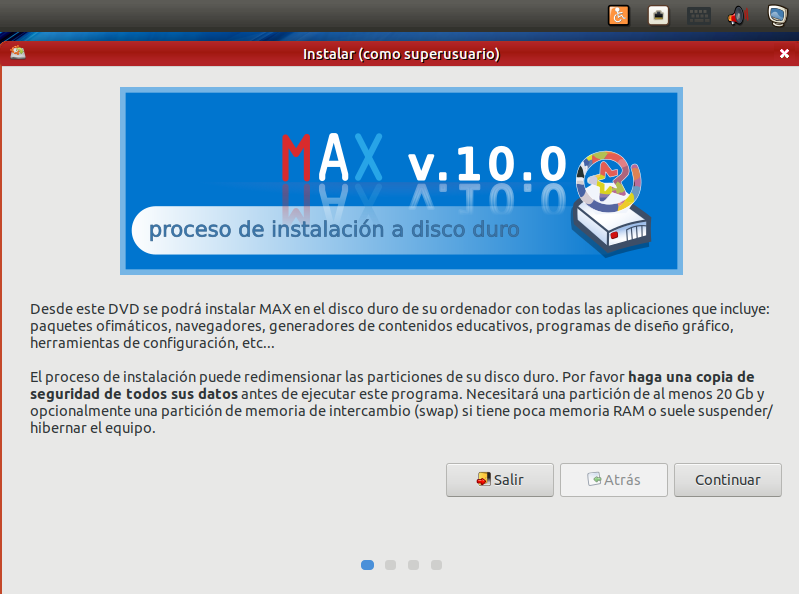 Instalar (como superusuario)
MAX v.10.0
proceso de instalación a disco duro
Desde este DVD se podrá instalar MAX en el disco duro de su ordenador con todas las aplicaciones que incluye:
paquetes ofimáticos, navegadores, generadores de contenidos educativos, programas de diseño gráfico,
herramientas de configuración, etc...
El proceso de instalación puede redimensionar las particiones de su disco duro. Por favor haga una copia de
seguridad de todos sus datos antes de ejecutar este programa. Necesitará una partición de al menos 20 Gb y
opcionalmente una partición de memoria de intercambio (swap) si tiene poca memoria RAM o suele suspender/
hibernar el equipo.
Salir
Atrás
Continuar